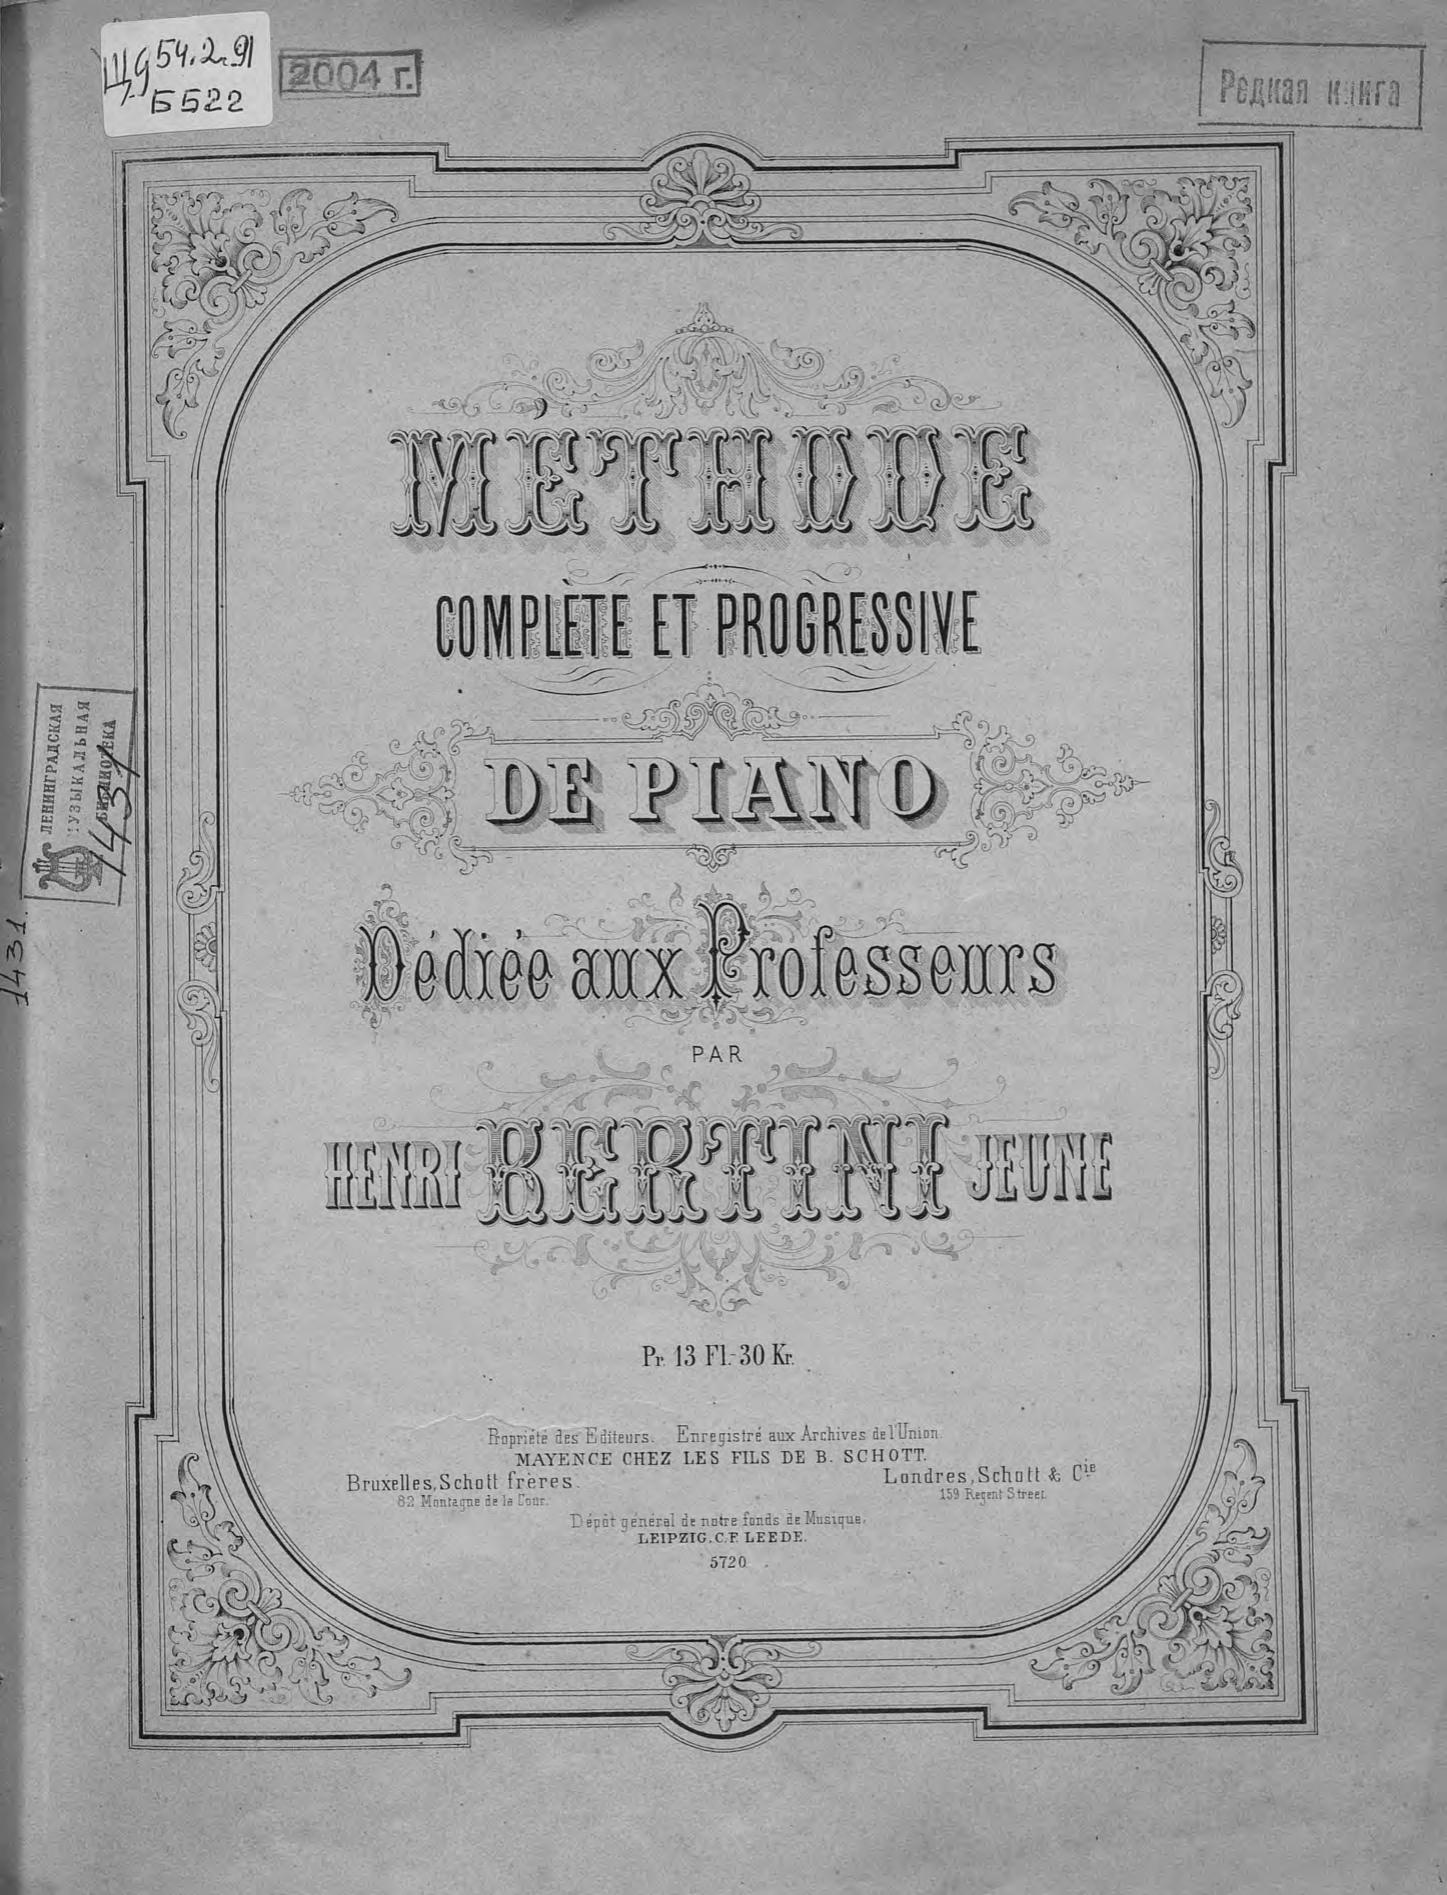 Щ9 54.2.91
Б522
2004 г.
Редкая книга
METHODE
COMPLÈTE ET PROGRESSIVE
DE PIANO
Dédiée aux Professeurs
PAR
HENRI BERTINI JEUNE
Pr. 13 Fl.-30 Kr.
Propriété des Editeurs. Enregistré aux Archives de l'Union.
MAYENCE CHEZ LES FILS DE B. SCHOTT.
Bruxelles, Schott frères.
82 Montagne de la Cour.
Londres, Schott & Cie
159 Regent Street.
Dépôt général de notre fonds de Musique.
LEIPZIG. C. F. LEEDE.
5720
ЛЕНИНГРАДСКАЯ
МУЗЫКАЛЬНАЯ
БИБЛИОТЕКА
1431
1431.